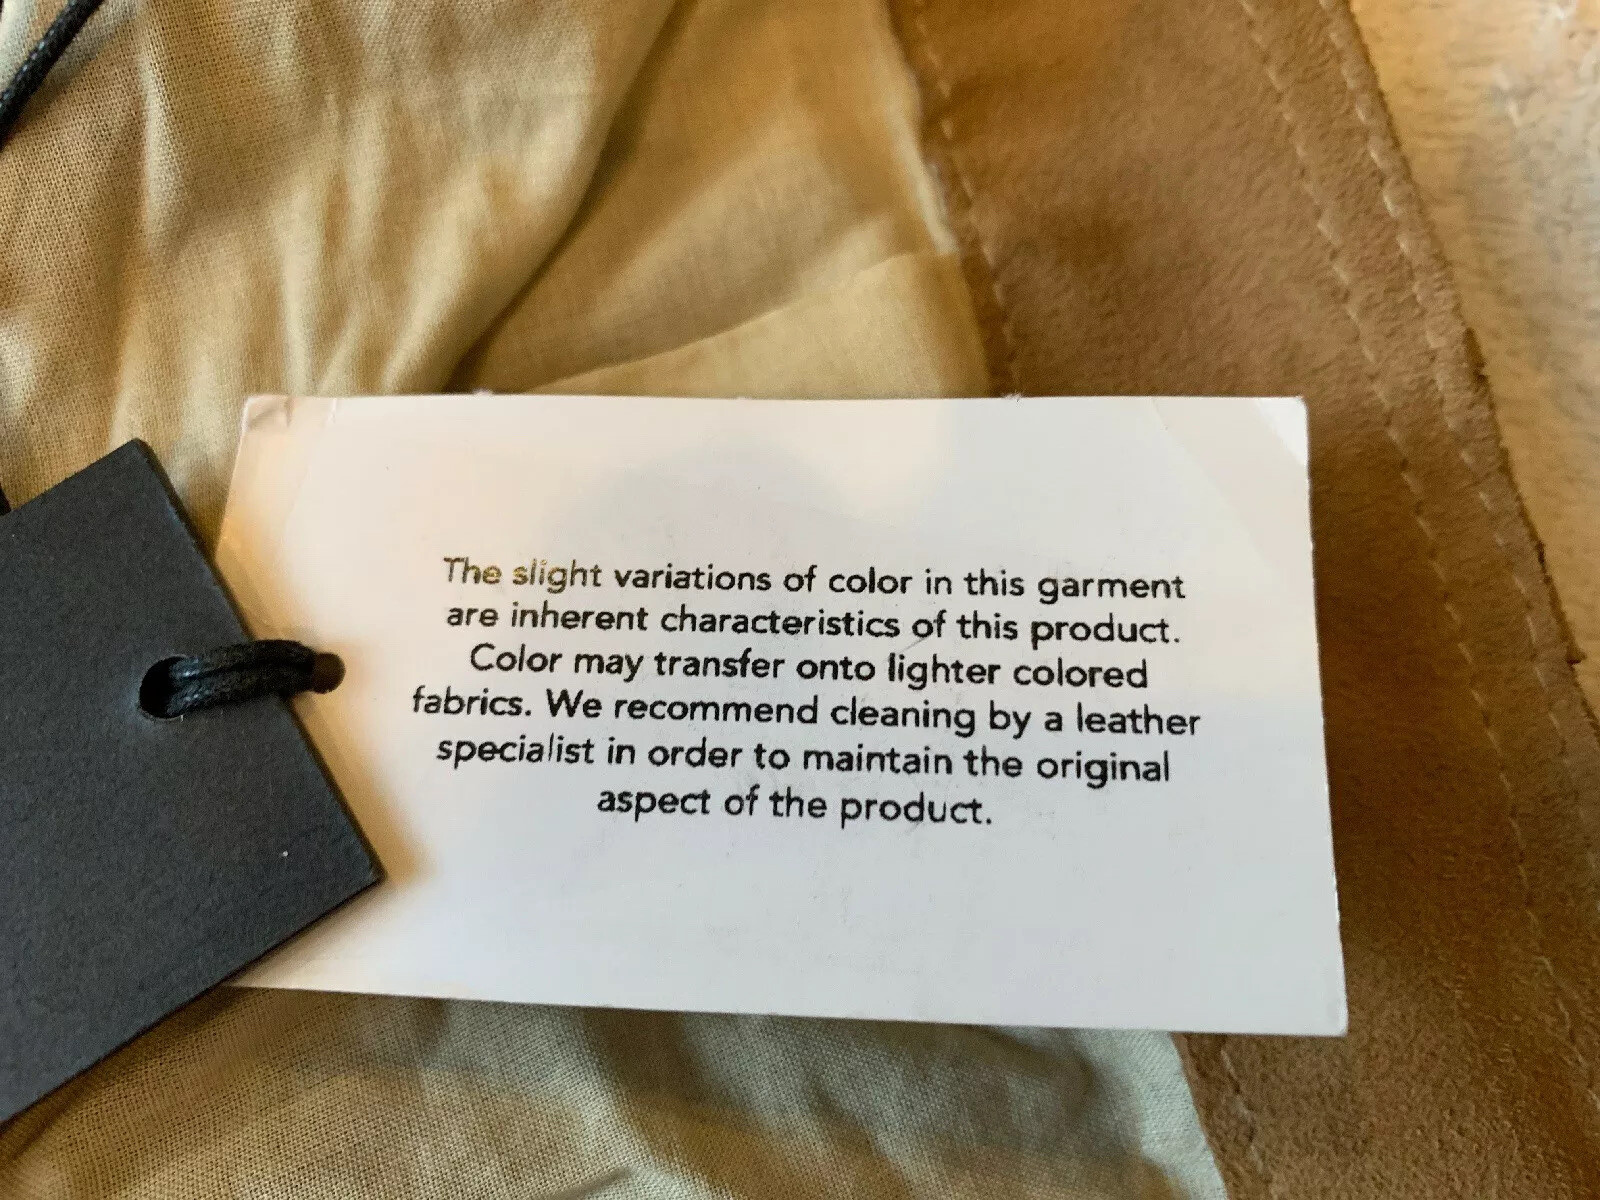 The slight variations of color in this garment
are inherent characteristics of this product.
Color may transfer onto lighter colored
fabrics. We recommend cleaning by a leather
specialist in order to maintain the original
aspect of the product.